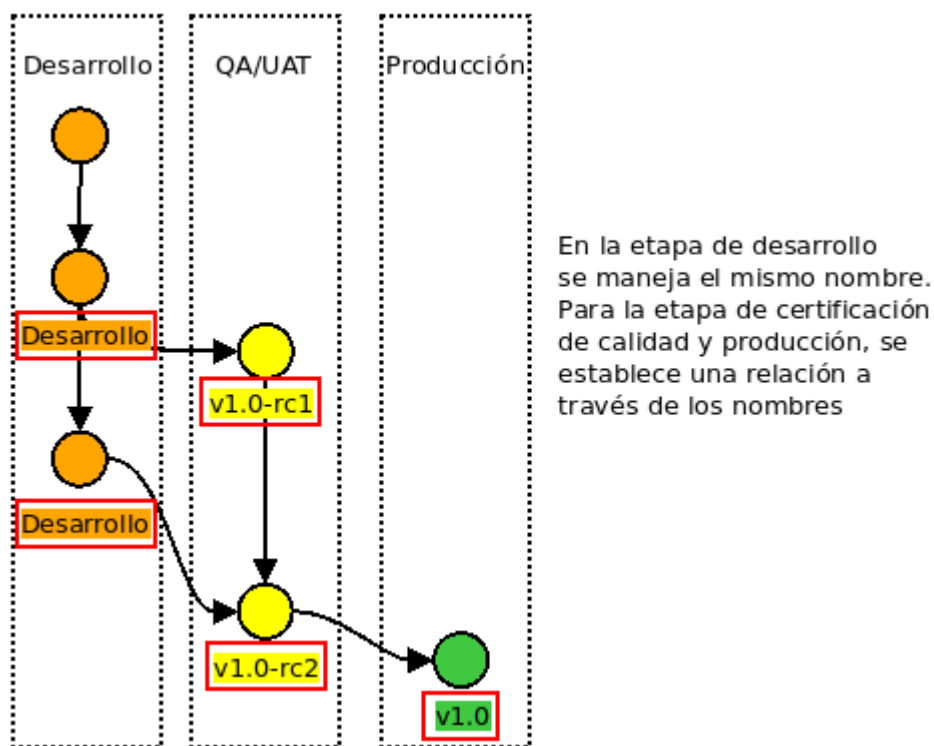 Desarrollo
QA/UAT
Producción
En la etapa de desarrollo
se maneja el mismo nombre.
Para la etapa de certificación
de calidad y producción, se
establece una relación a
través de los nombres
Desarrollo
v1.0-rc1
Desarrollo
v1.0-rc2
v1.0